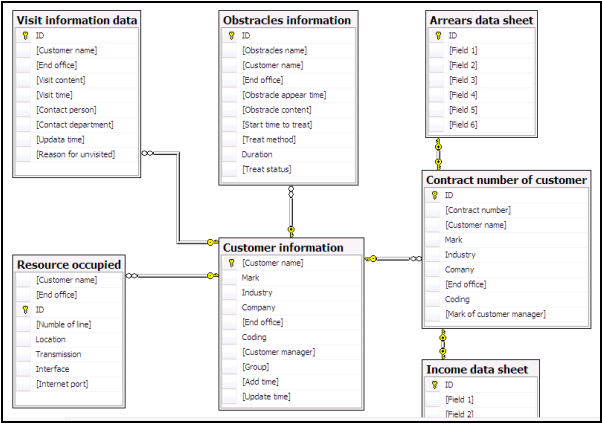 Visit information data
ID
[Customer name]
[End office]
[Visit content]
[Visit time]
[Contact person]
[Contact department]
[Updata time]
[Reason for unvisited]
Obstracles information
ID
[Obstracles name]
[Customer name]
[End office]
[Obstracle appear time]
[Obstracle content]
[Start time to treat]
[Treat method]
Duration
[Treat status]
Arrears data sheet
ID
[Field 1]
[Field 2]
[Field 3]
[Field 4]
[Field 5]
[Field 6]
Contract number of customer
ID
[Contract number]
[Customer name]
Mark
Industry
Comany
[End office]
Coding
[Mark of customer manager]
Customer information
[Customer name]
Mark
Industry
Company
[End office]
Coding
[Customer manager]
[Group]
[Add time]
[Update time]
Resource occupied
[Customer name]
[End office]
ID
[Numble of line]
Location
Transmission
Interface
[Internet port]
Income data sheet
ID
[Field 1]
[Field 2]